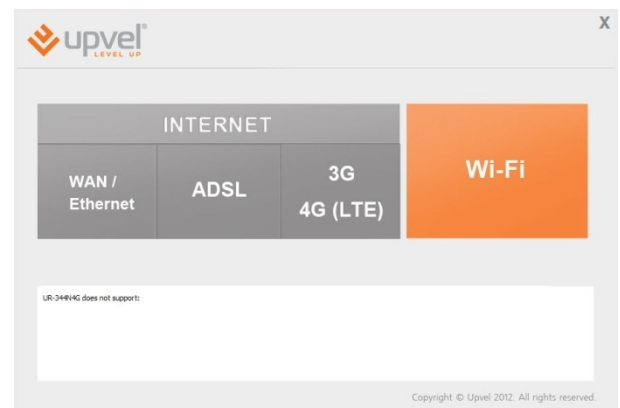 X
upvel
LEVEL UP
INTERNET
WAN /
Ethernet
ADSL
3G
4G (LTE)
Wi-Fi
UR-344N4G does not support:
Copyright © Upvel 2012. All rights reserved.